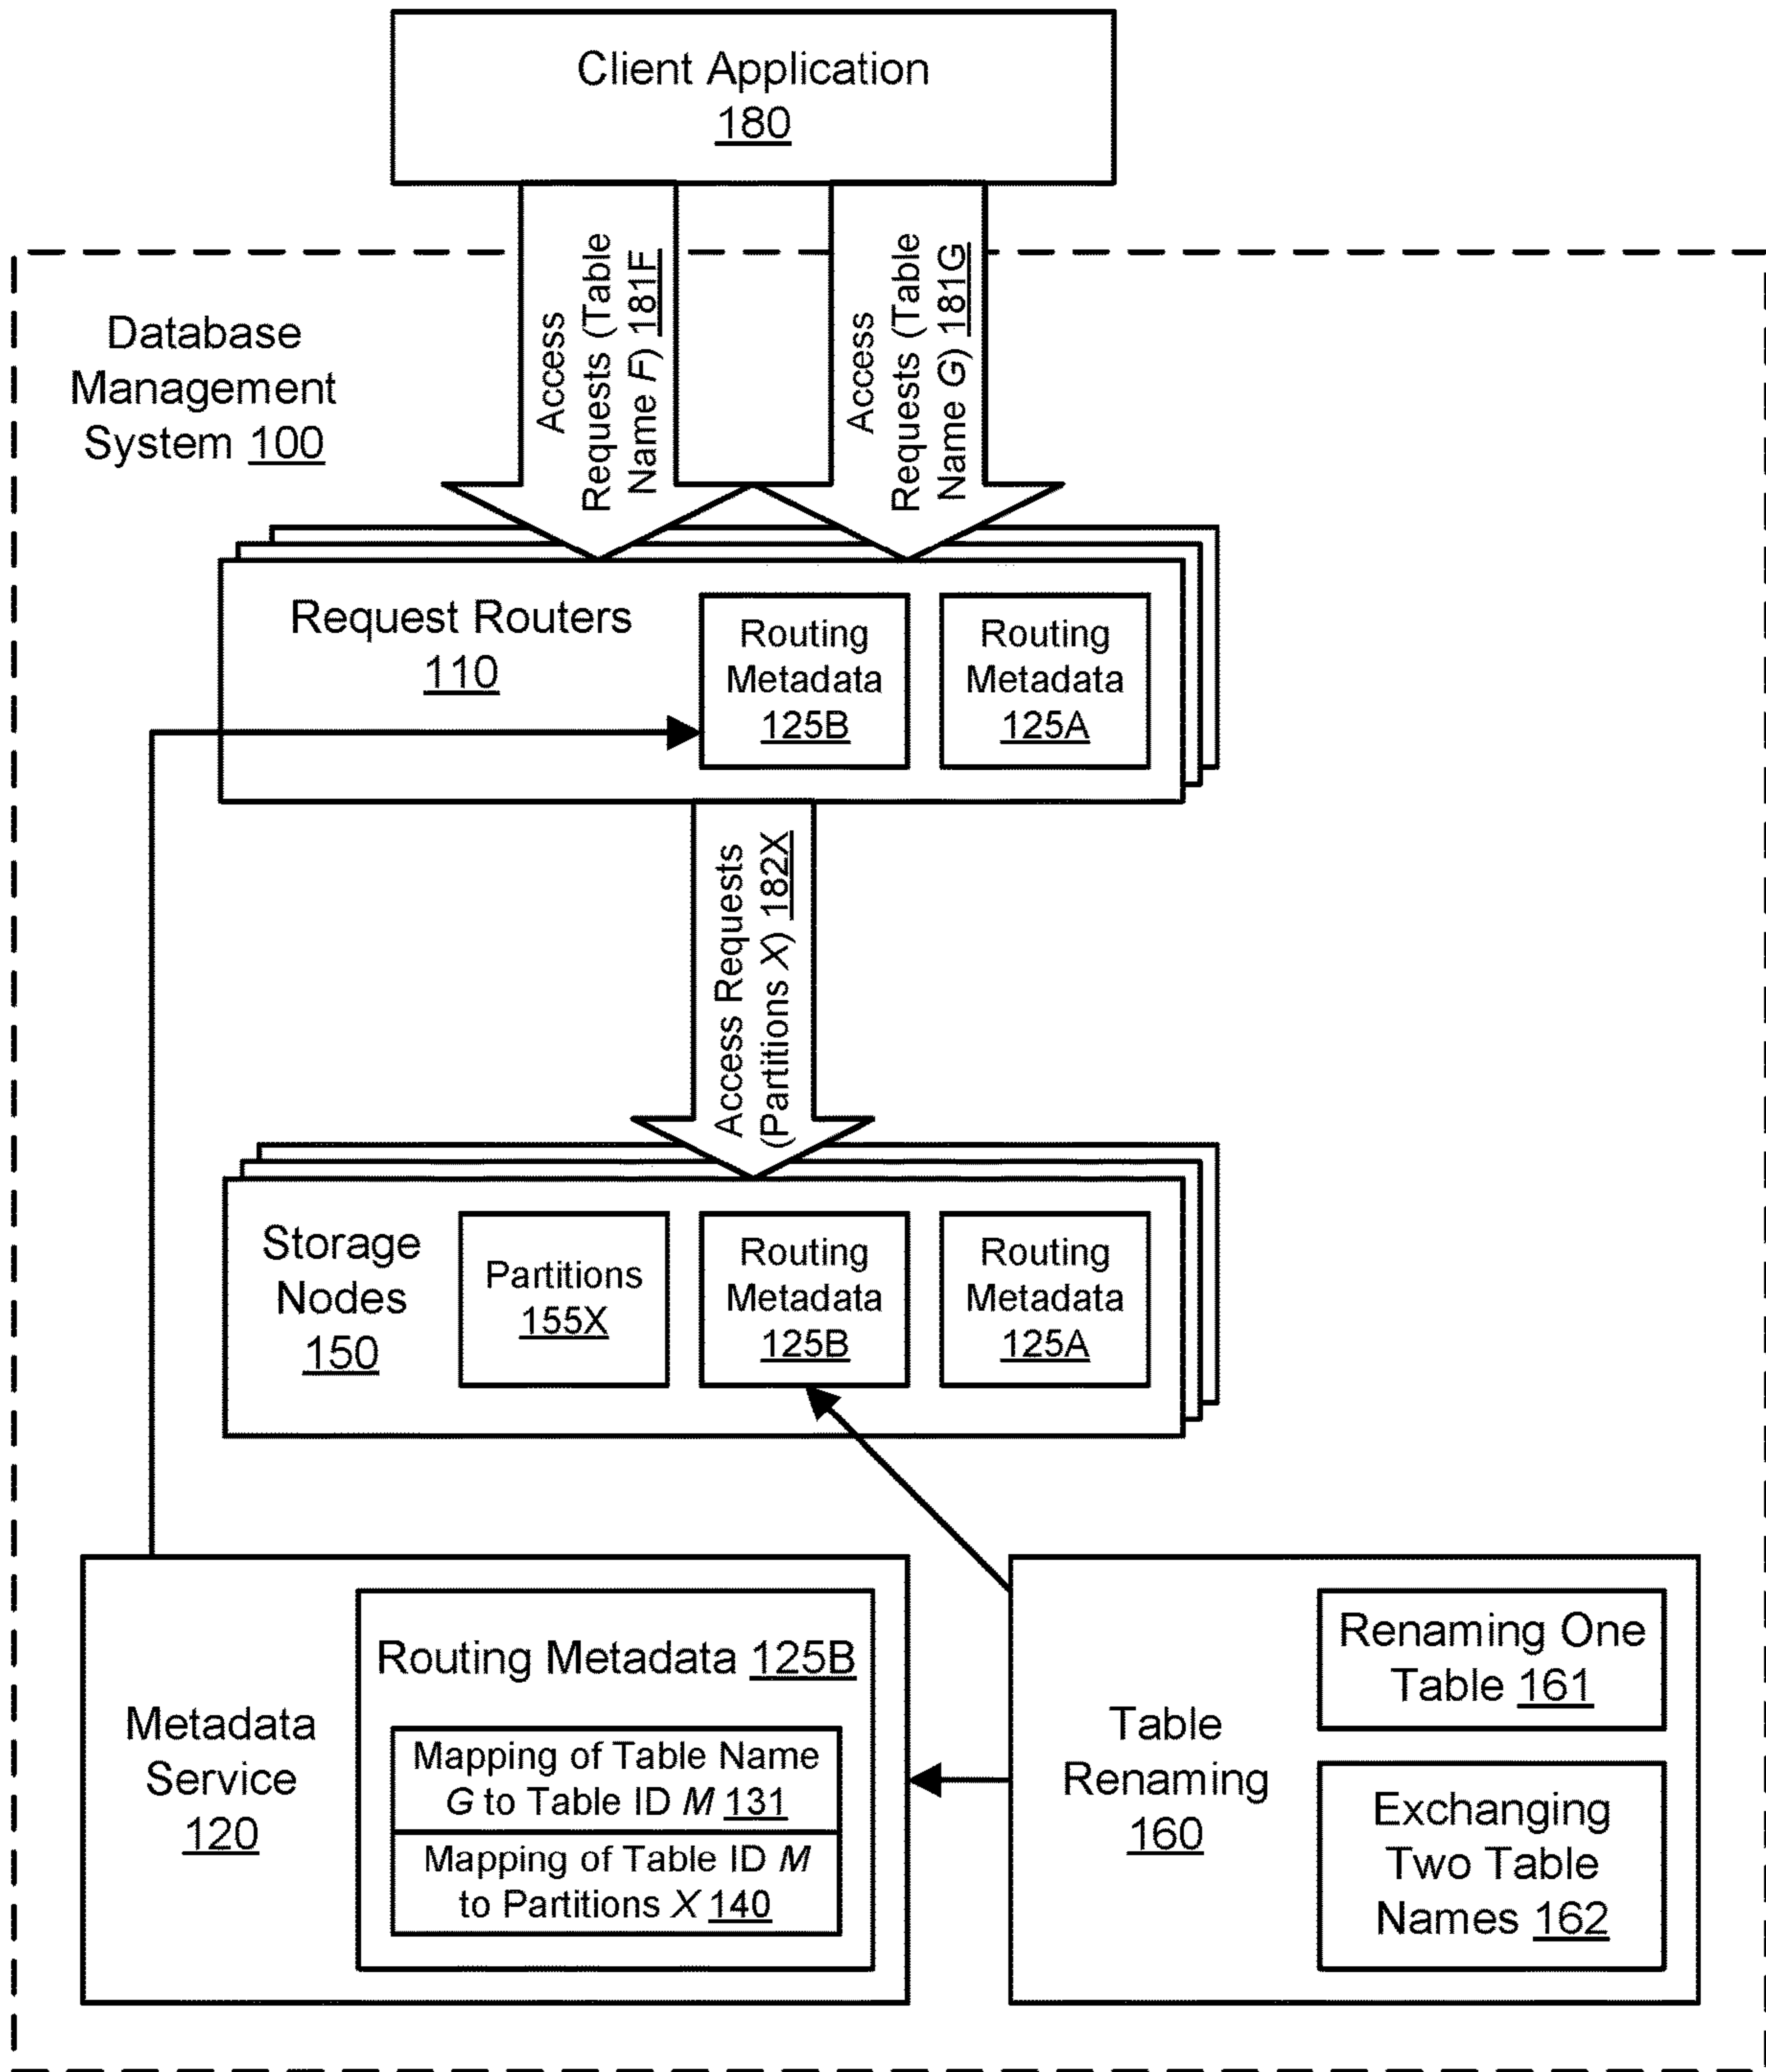 Client Application
180
Database
Management
System 100
Access
Requests (Table
Name F) 181F
Access
Requests (Table
Name G) 181G
Request Routers
110
Routing
Metadata
125B
Routing
Metadata
125A
Access Requests
(Partitions X) 182X
Storage
Nodes
150
Partitions
155X
Routing
Metadata
125B
Routing
Metadata
125A
Metadata
Service
120
Routing Metadata 125B
Mapping of Table Name
G to Table ID M 131
Mapping of Table ID M
to Partitions X 140
Table
Renaming
160
Renaming One
Table 161
Exchanging
Two Table
Names 162